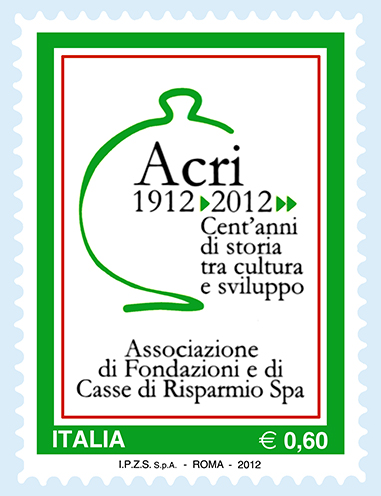 Acri
1912 2012
Cent'anni
di storia
tra cultura
e sviluppo
Associazione
di Fondazioni e di
Casse di Risparmio Spa
ITALIA € 0,60
I.P.Z.S. S.p.A. - ROMA - 2012